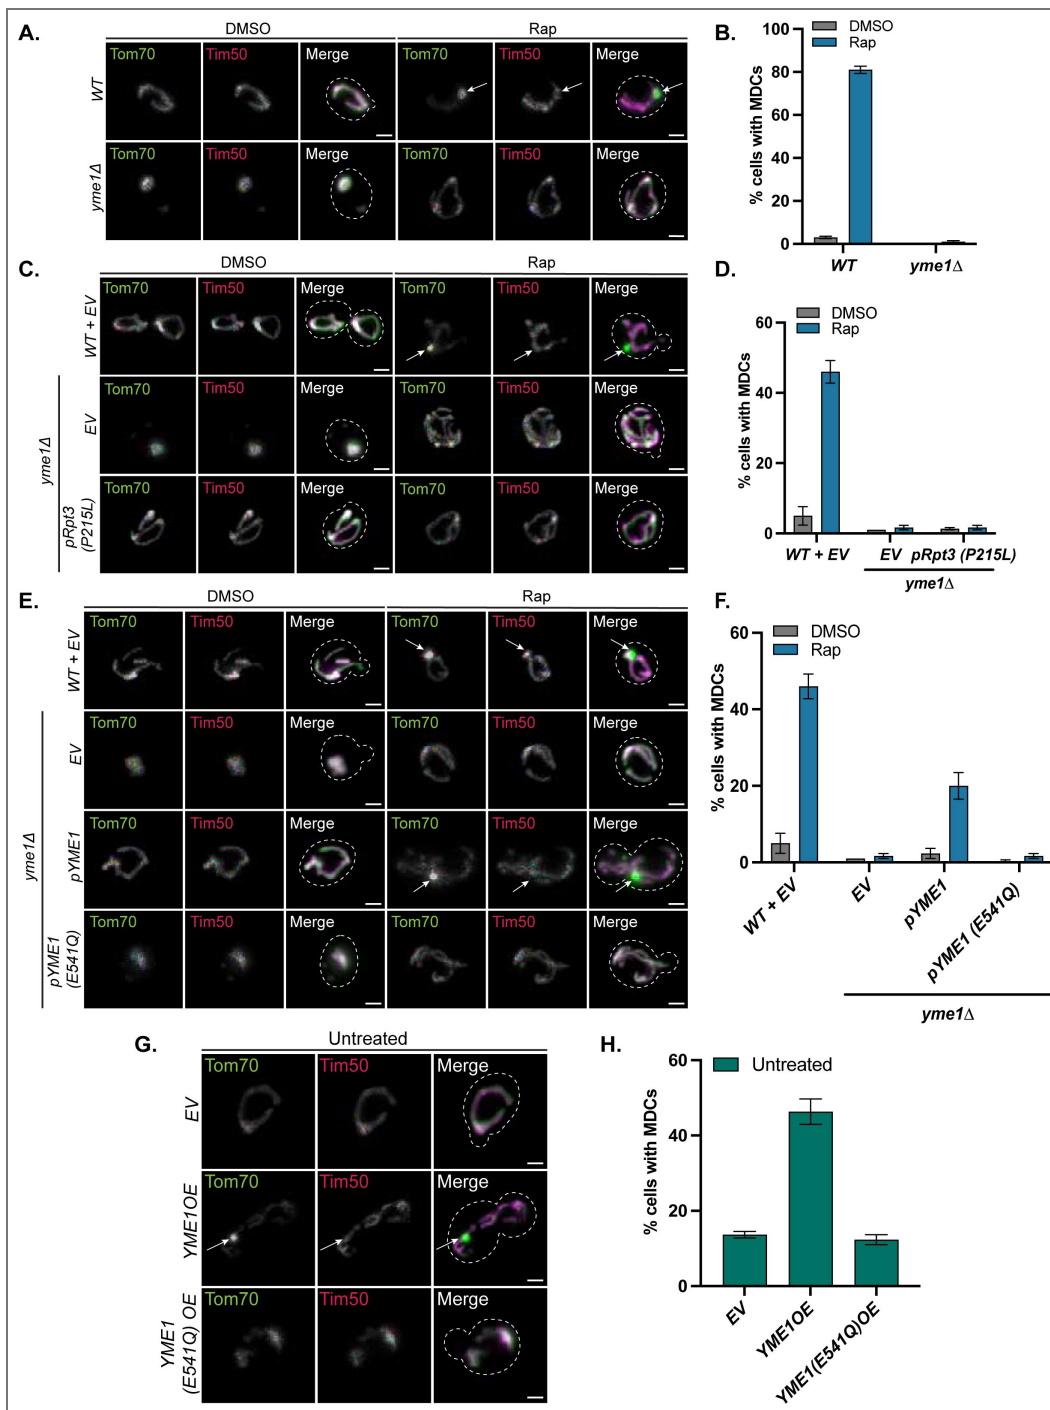 A.
DMSO
Rap
Tom70 Tim50 Merge Tom70 Tim50 Merge
WT
Tom70 Tim50 Merge Tom70 Tim50 Merge
yme1Δ
B.
DMSO
Rap
% cells with MDCs
100
80
60
40
20
0
WT yme1Δ
C.
DMSO
Rap
Tom70 Tim50 Merge Tom70 Tim50 Merge
WT + EV
Tom70 Tim50 Merge Tom70 Tim50 Merge
EV
yme1Δ
Tom70 Tim50 Merge Tom70 Tim50 Merge
pRpt3
(P215L)
D.
DMSO
Rap
% cells with MDCs
60
40
20
0
WT + EV EV pRpt3 (P215L)
yme1Δ
E.
DMSO
Rap
Tom70 Tim50 Merge Tom70 Tim50 Merge
WT + EV
Tom70 Tim50 Merge Tom70 Tim50 Merge
EV
yme1Δ
Tom70 Tim50 Merge Tom70 Tim50 Merge
pYME1
Tom70 Tim50 Merge Tom70 Tim50 Merge
pYME1
(E541Q)
F.
DMSO
Rap
% cells with MDCs
60
40
20
0
WT + EV EV pYME1 pYME1 (E541Q)
yme1Δ
G.
Untreated
Tom70 Tim50 Merge
EV
Tom70 Tim50 Merge
YME1OE
Tom70 Tim50 Merge
YME1
(E541Q) OE
H.
Untreated
% cells with MDCs
60
40
20
0
EV YME1OE YME1(E541Q)OE